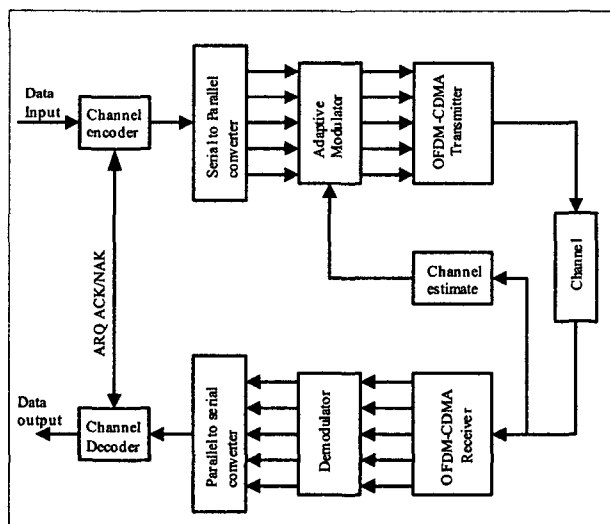 Data
Input
Channel
encoder
Serial to Parallel
converter
Adaptive
Modulator
OFDM-CDMA
Transmitter
Channel
estimate
Channel
ARQ ACK/NAK
Data
output
Channel
Decoder
Parallel to serial
converter
Demodulator
OFDM-CDMA
Receiver